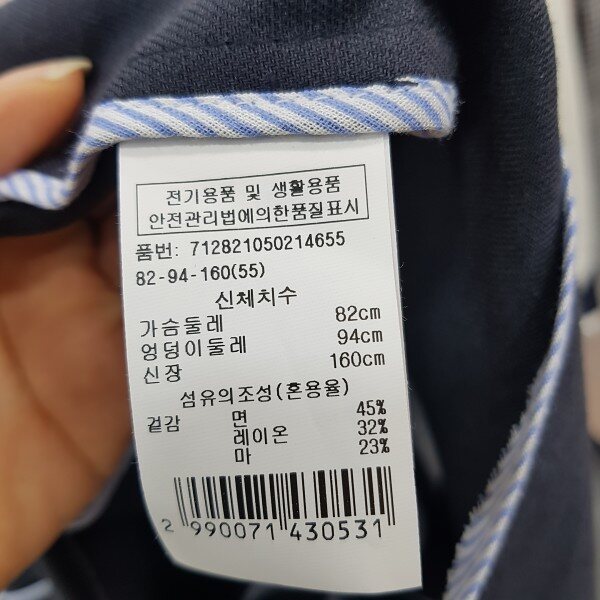 전기용품 및 생활용품
안전관리법에의한품질표시
품번: 712821050214655
82-94-160(55)
신체치수
가슴둘레 82cm
엉덩이둘레 94cm
신장 160cm
섬유의조성(혼용율)
겉감 면 45%
레이온 32%
마 23%
2 990071 430531